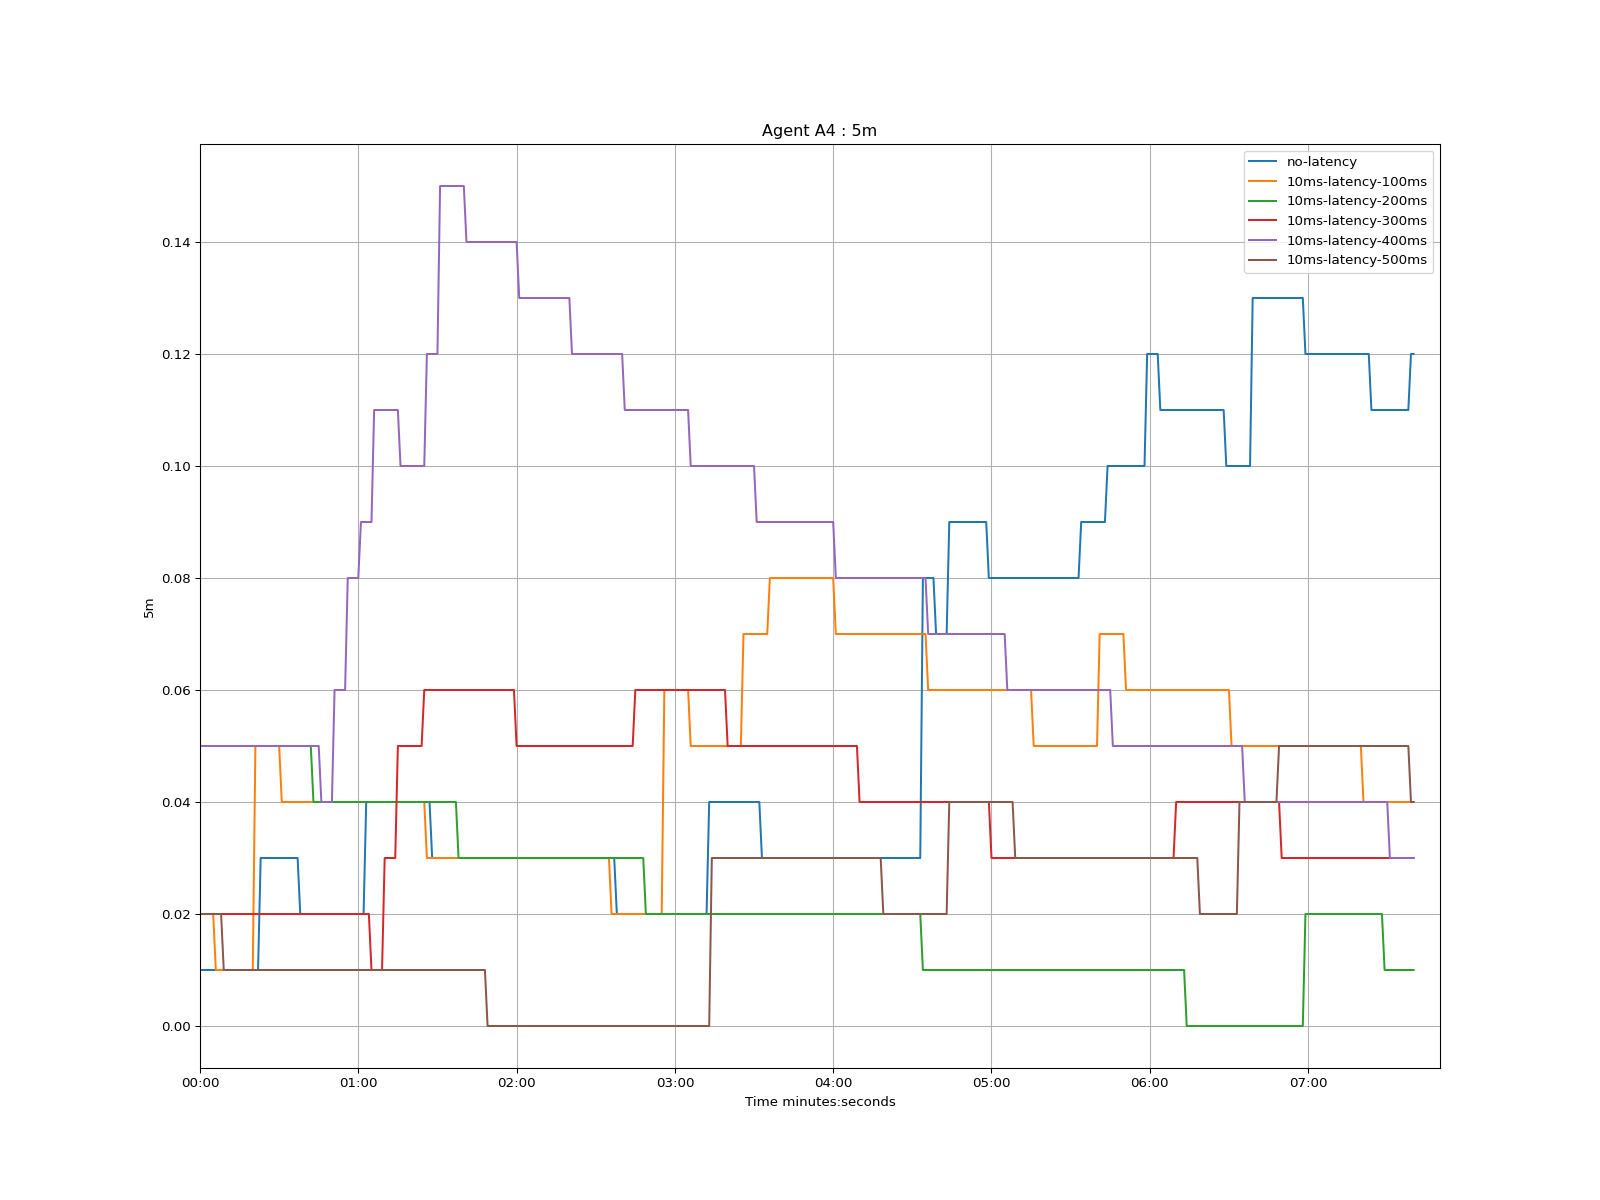 Agent A4 : 5m
no-latency
10ms-latency-100ms
10ms-latency-200ms
10ms-latency-300ms
10ms-latency-400ms
10ms-latency-500ms
0.14
0.12
0.10
0.08
0.06
0.04
0.02
0.00
5m
00:00 01:00 02:00 03:00 04:00 05:00 06:00 07:00
Time minutes:seconds